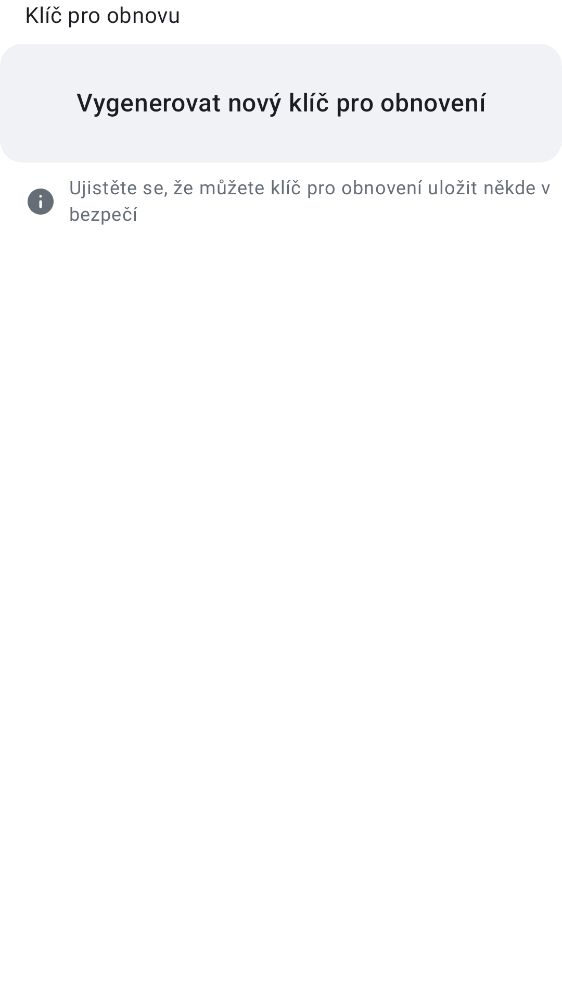 Klíč pro obnovu
Vygenerovat nový klíč pro obnovení
Ujistěte se, že můžete klíč pro obnovení uložit někde v
bezpečí